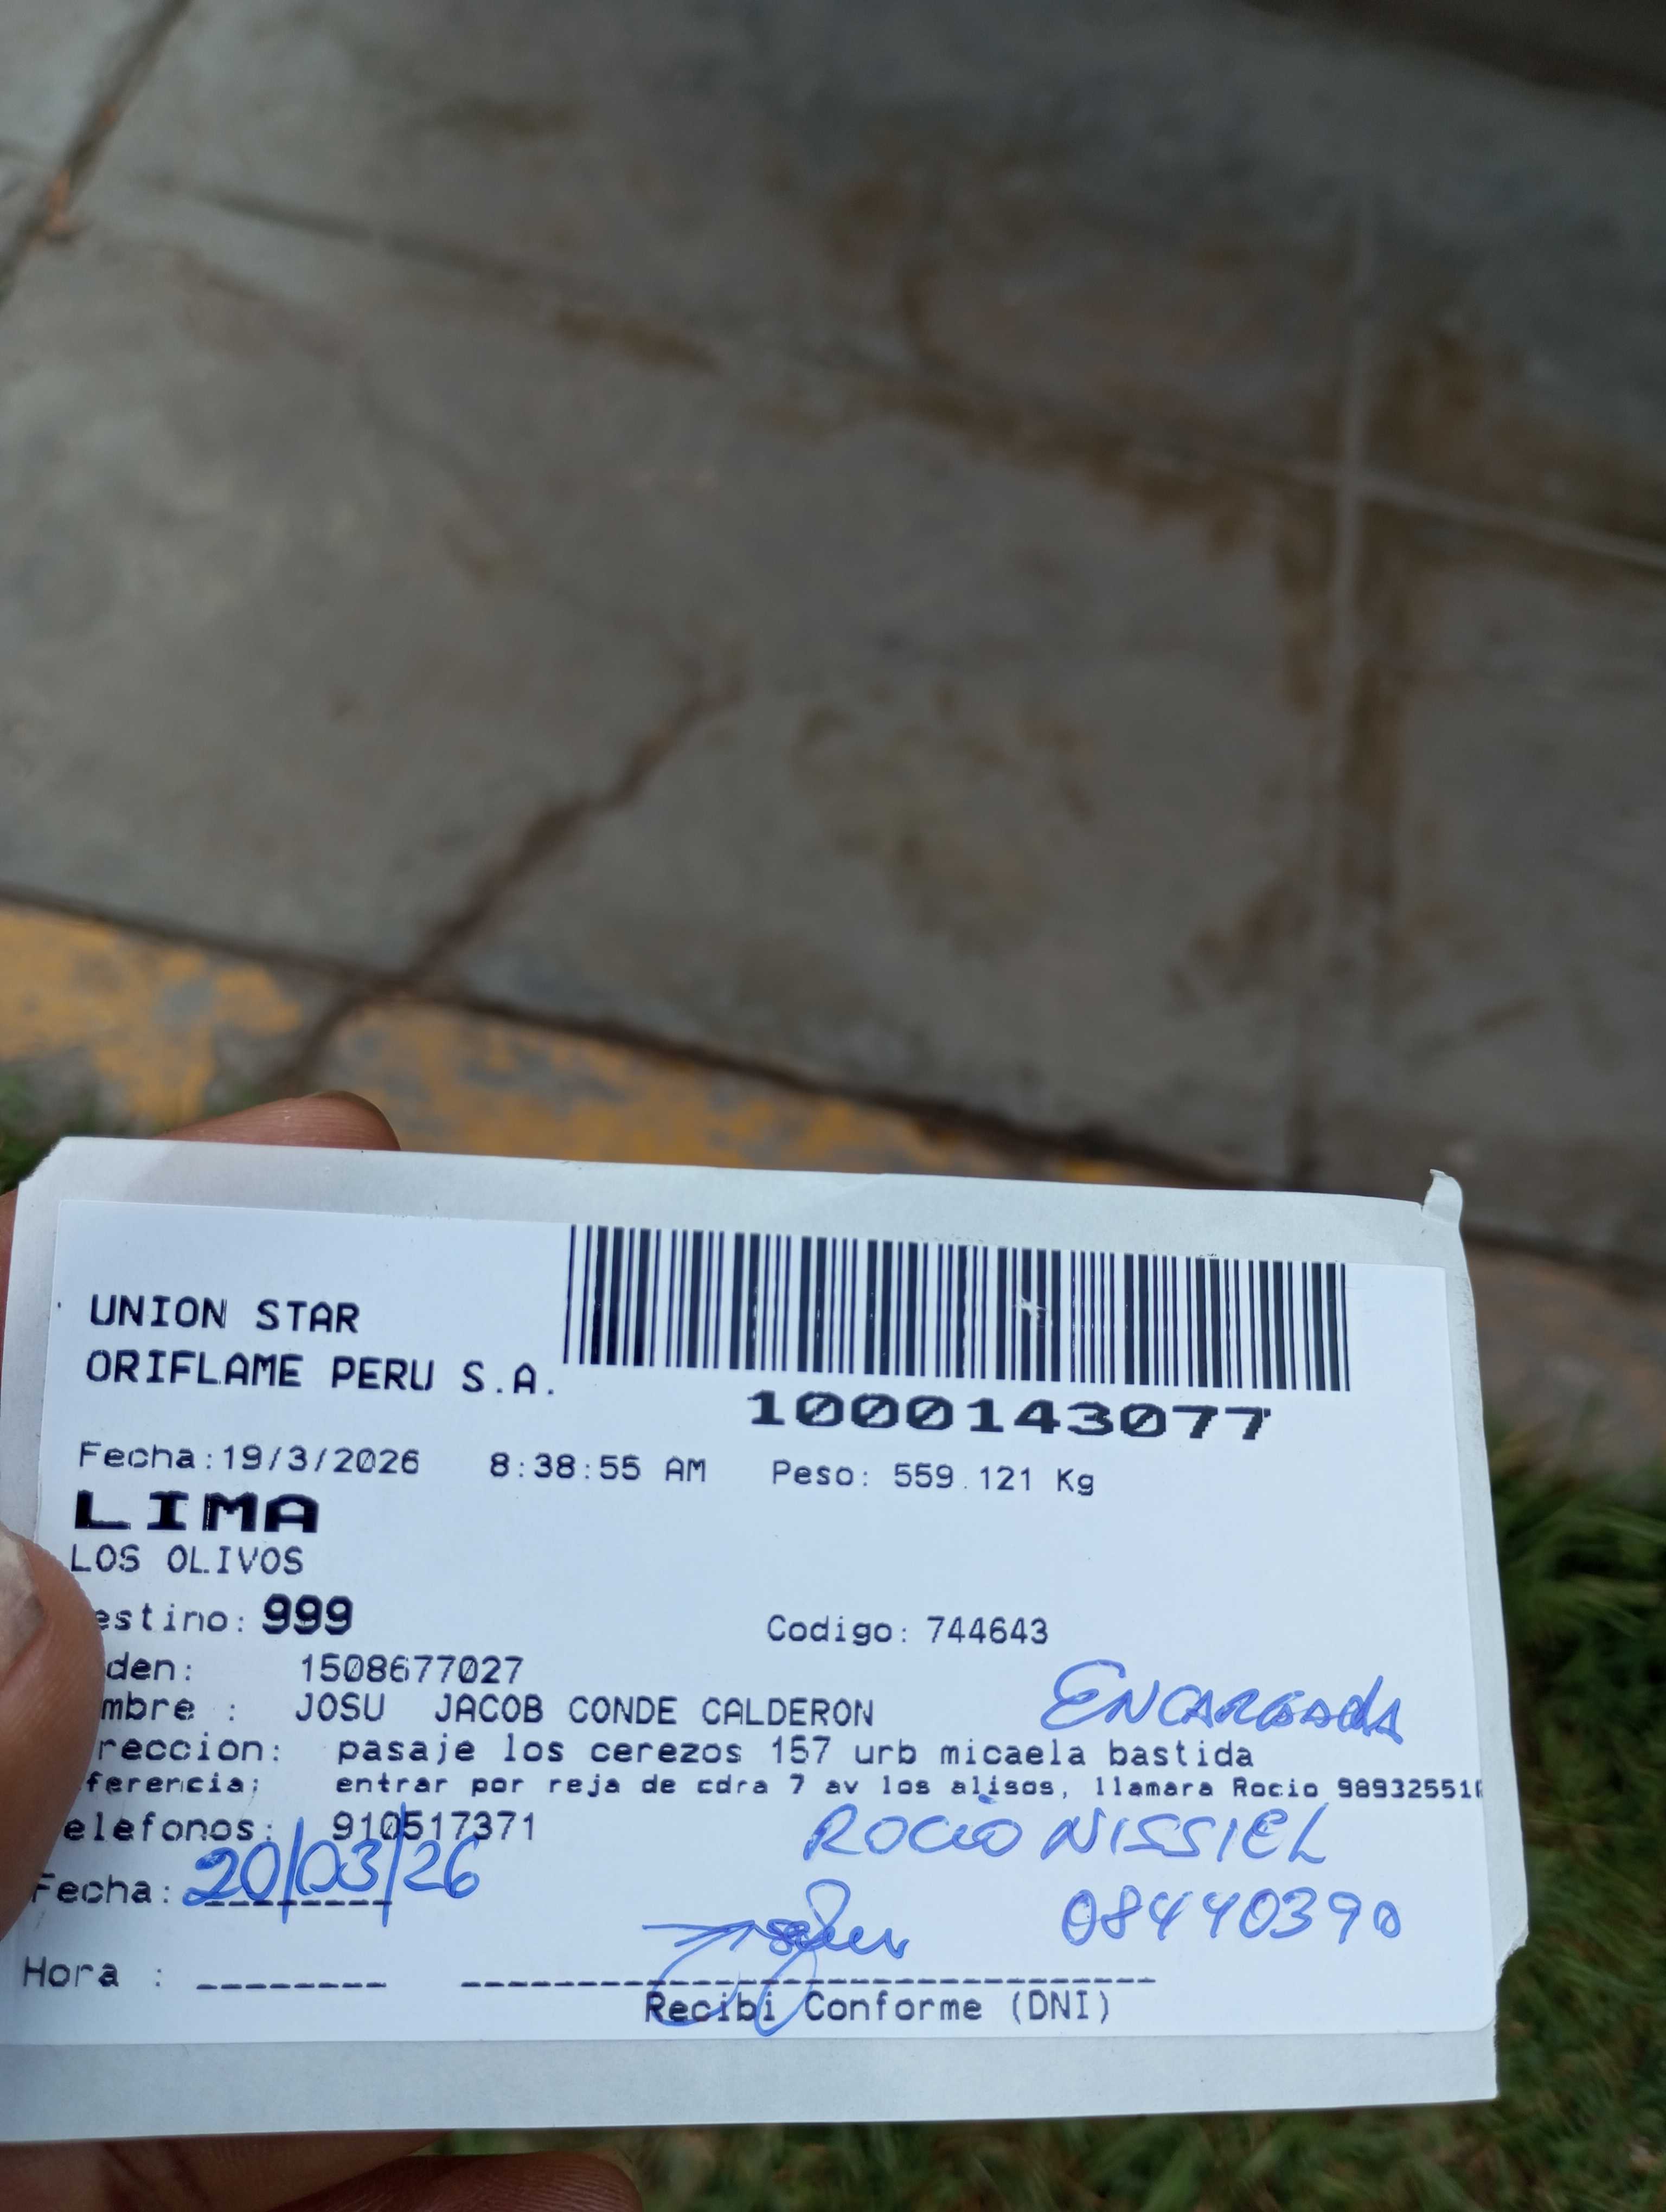 UNION STAR
ORIFLAME PERU S.A.
1000143077
Fecha:19/3/2026 8:38:55 AM Peso: 559.121 Kg
LIMA
LOS OLIVOS
estino: 999 Codigo: 744643
den: 1508677027
ENCARGADA
mbre : JOSU JACOB CONDE CALDERON
reccion: pasaje los cerezos 157 urb micaela bastida
ferencia; entrar por reja de cdra 7 av los alisos, llamara Rocio
elefonos: 910517371
ROCIO NISSIEL
Fecha: 20/03/26
08440390
Hora :
Recibi Conforme (DNI)